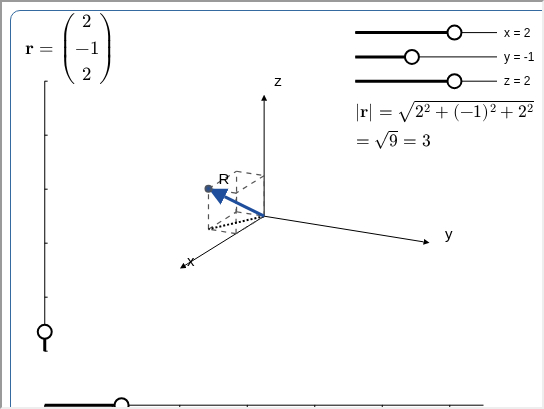 r = (2 −1 2)
x = 2
y = -1
z = 2
|r| = √2² + (−1)² + 2²
= √9 = 3
z
R
y
x